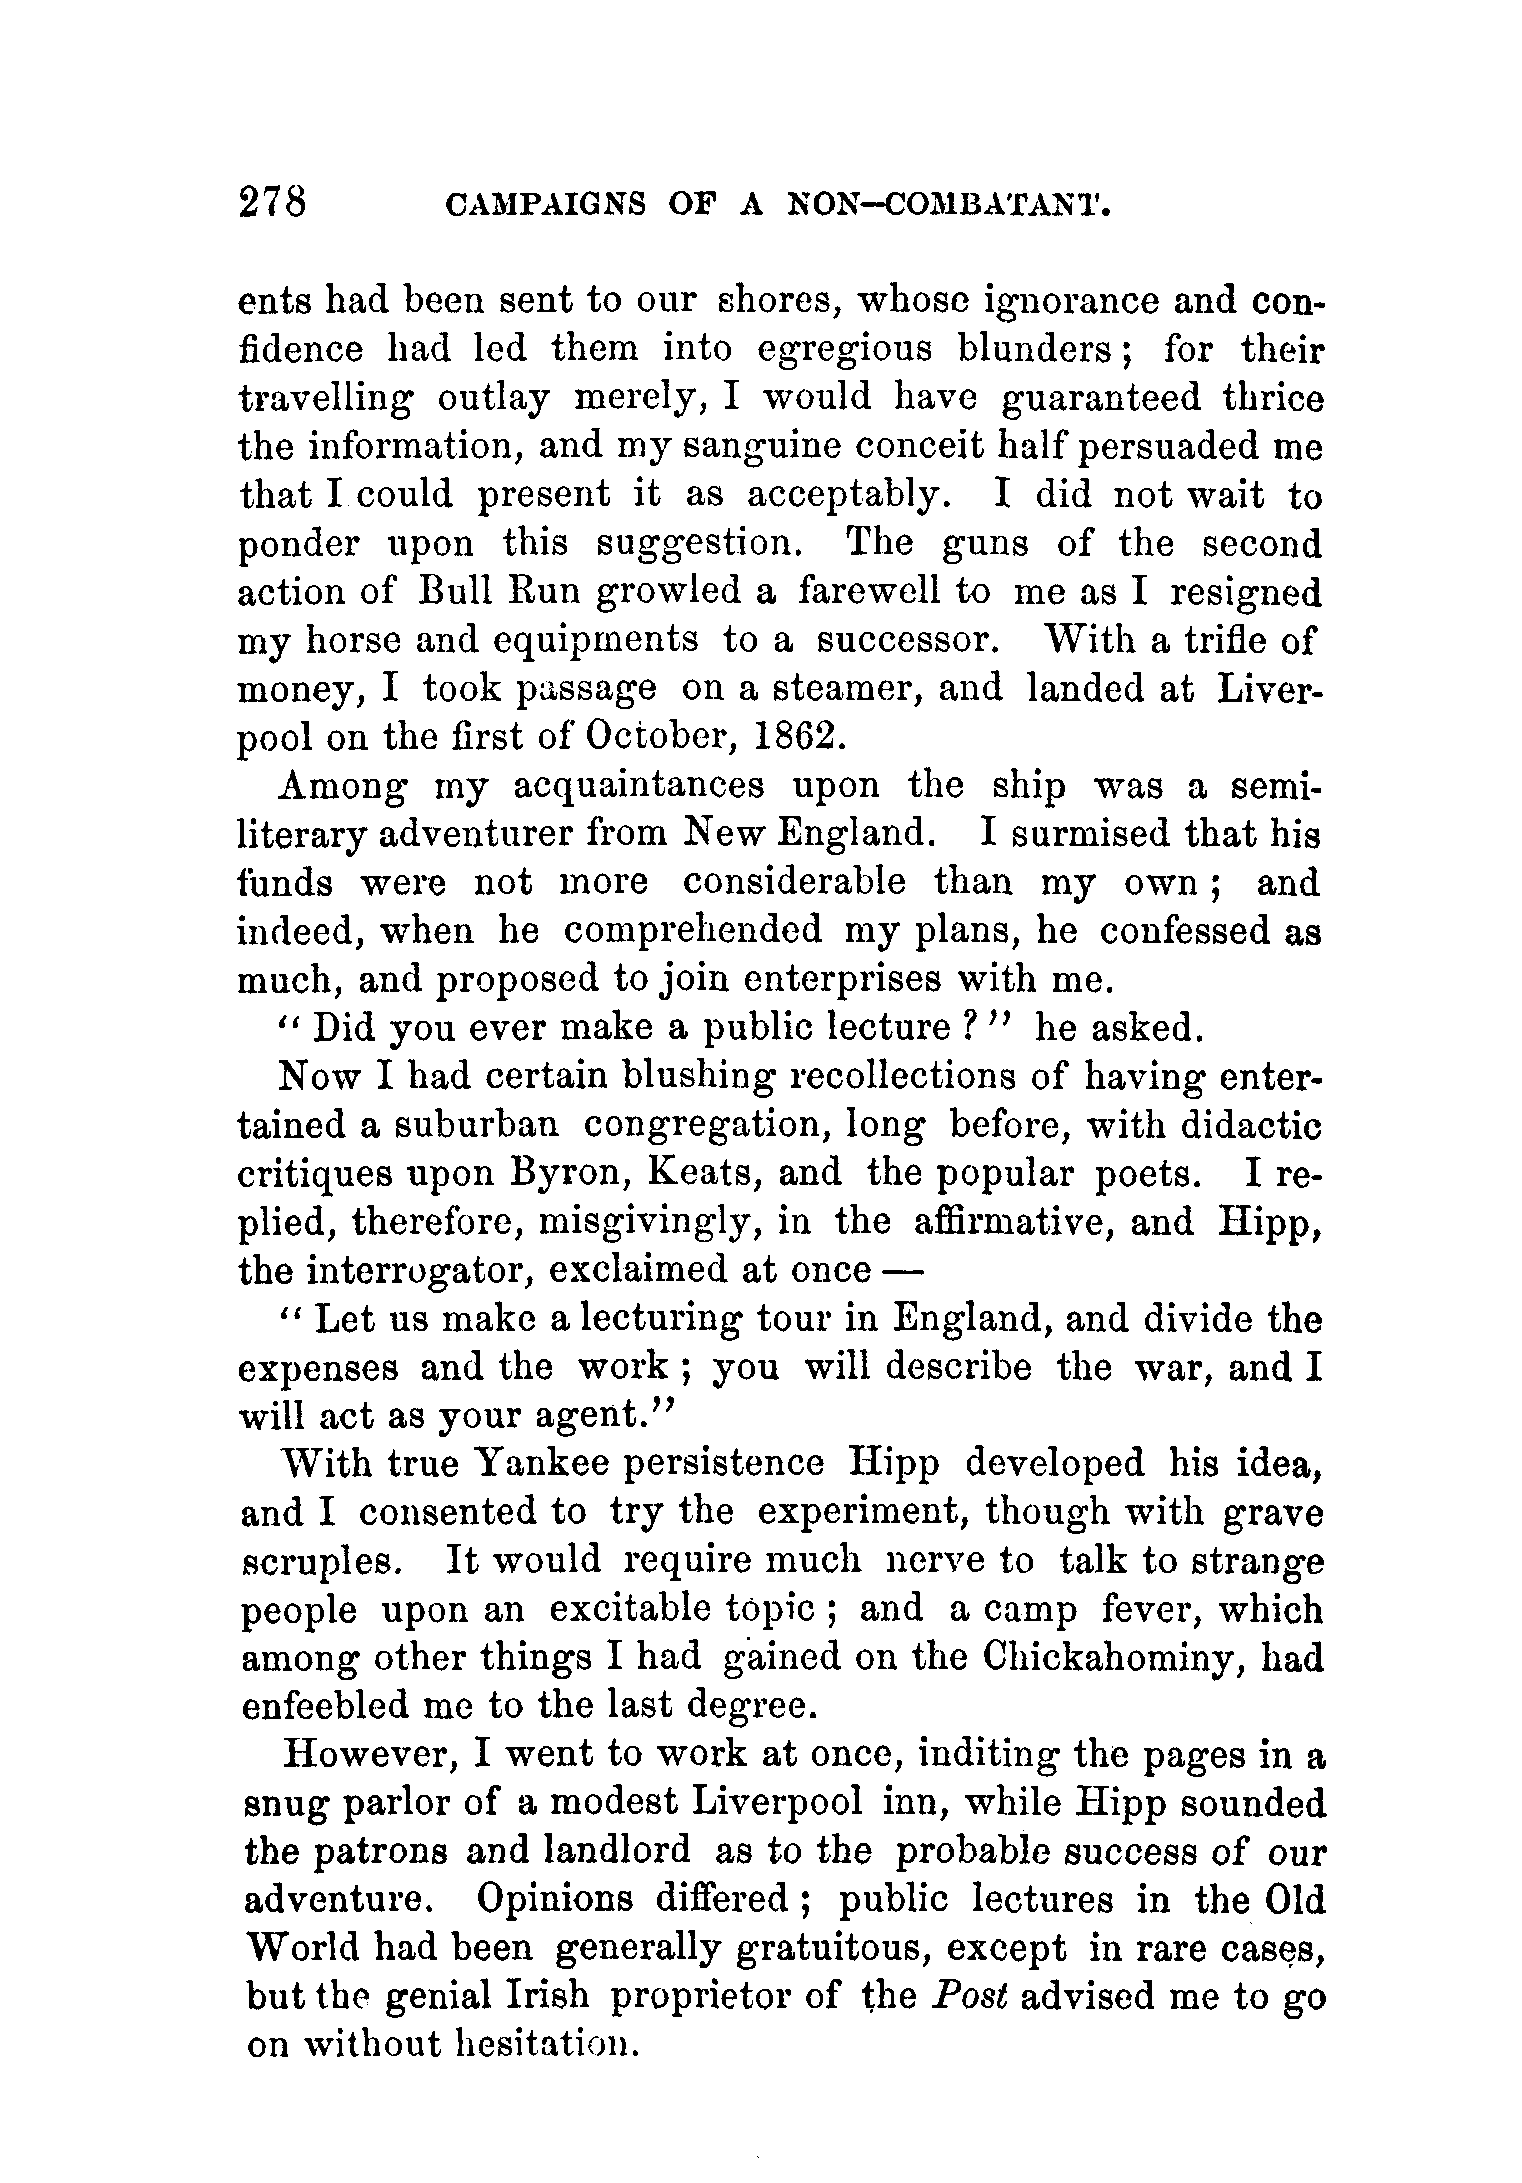 278 CAMPAIGNS OF A NON-COMBATANT.
ents had been sent to our shores, whose ignorance and con-
fidence had led them into egregious blunders; for their
travelling outlay merely, I would have guaranteed thrice
the information, and my sanguine conceit half persuaded me
that I could present it as acceptably. I did not wait to
ponder upon this suggestion. The guns of the second
action of Bull Run growled a farewell to me as I resigned
my horse and equipments to a successor. With a trifle of
money, I took passage on a steamer, and landed at Liver-
pool on the first of October, 1862.
Among my acquaintances upon the ship was a semi-
literary adventurer from New England. I surmised that his
funds were not more considerable than my own; and
indeed, when he comprehended my plans, he confessed as
much, and proposed to join enterprises with me.
"Did you ever make a public lecture?" he asked.
Now I had certain blushing recollections of having enter-
tained a suburban congregation, long before, with didactic
critiques upon Byron, Keats, and the popular poets. I re-
plied, therefore, misgivingly, in the affirmative, and Hipp,
the interrogator, exclaimed at once —
"Let us make a lecturing tour in England, and divide the
expenses and the work; you will describe the war, and I
will act as your agent."
With true Yankee persistence Hipp developed his idea,
and I consented to try the experiment, though with grave
scruples. It would require much nerve to talk to strange
people upon an excitable topic; and a camp fever, which
among other things I had gained on the Chickahominy, had
enfeebled me to the last degree.
However, I went to work at once, inditing the pages in a
snug parlor of a modest Liverpool inn, while Hipp sounded
the patrons and landlord as to the probable success of our
adventure. Opinions differed; public lectures in the Old
World had been generally gratuitous, except in rare cases,
but the genial Irish proprietor of the Post advised me to go
on without hesitation.